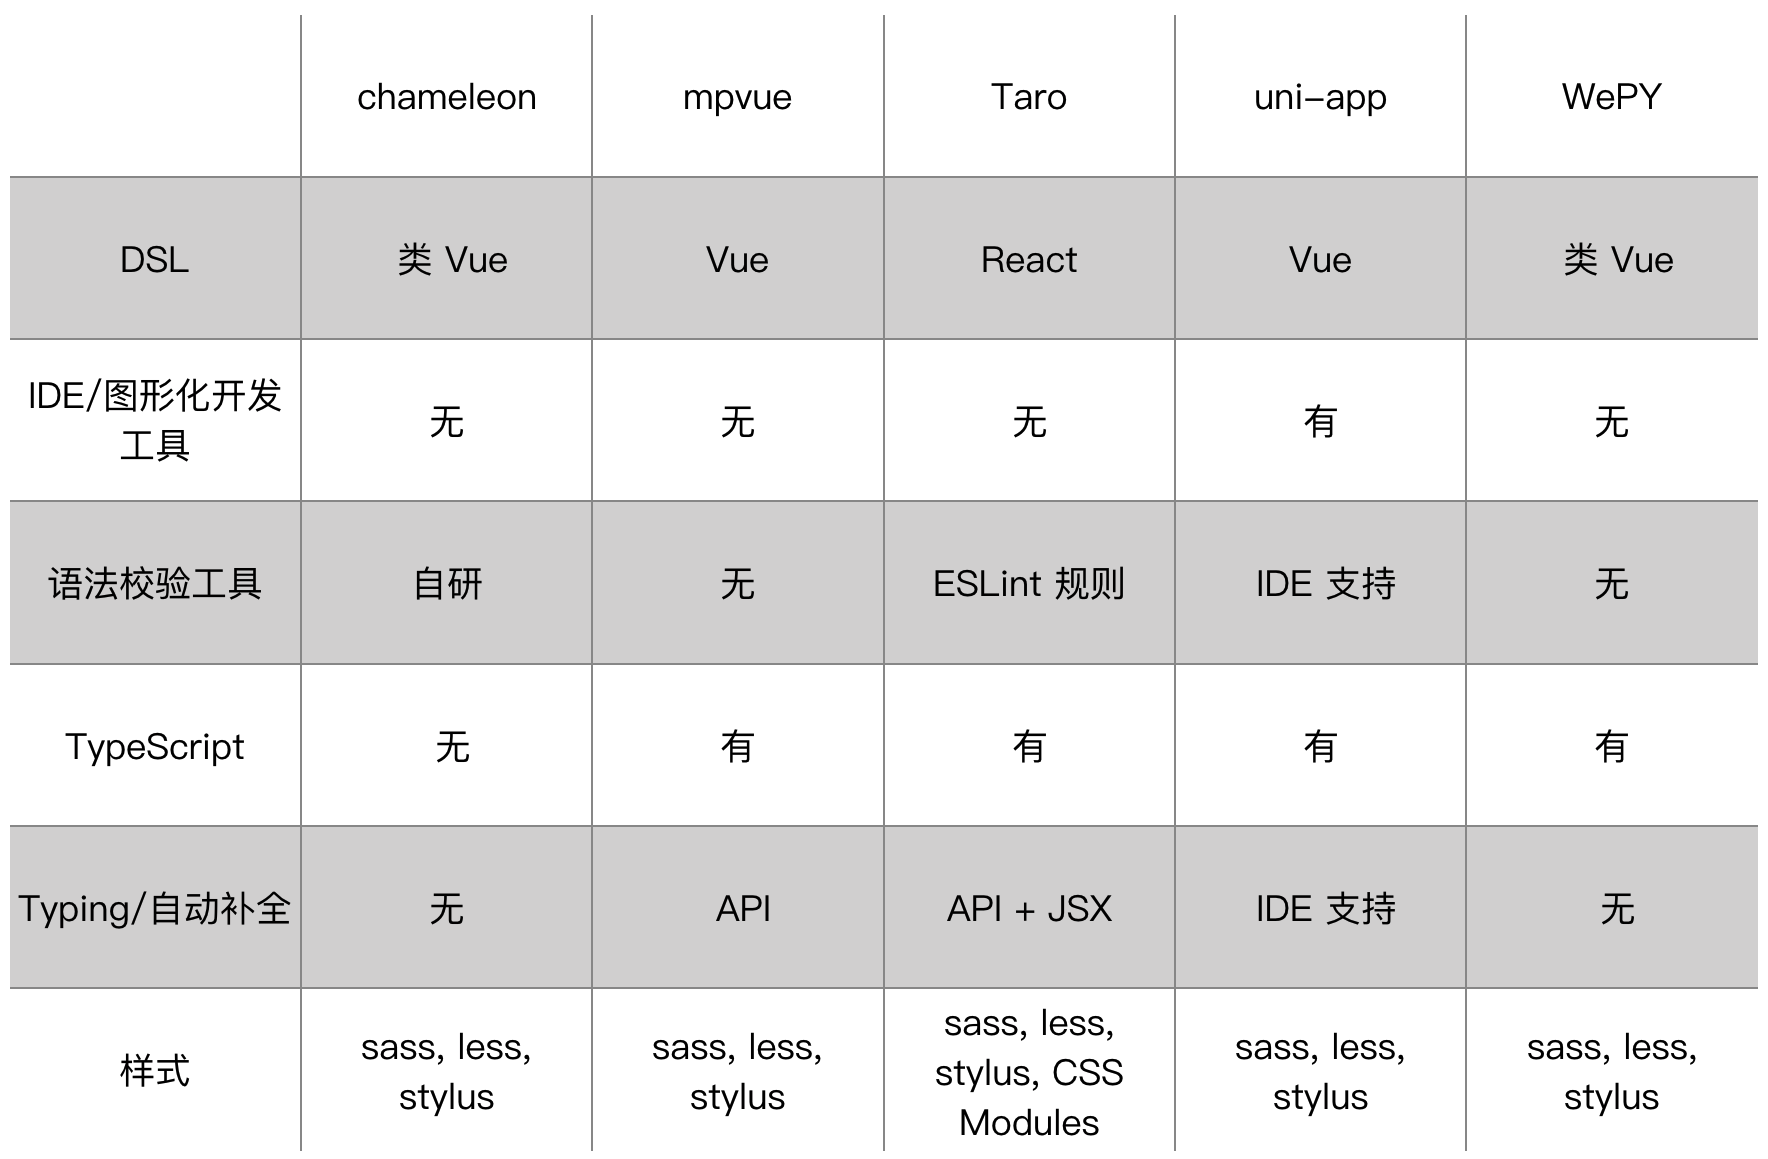 chameleon mpvue Taro uni–app WePY
DSL 类 Vue Vue React Vue 类 Vue
IDE/图形化开发
工具 无 无 无 有 无
语法校验工具 自研 无 ESLint 规则 IDE 支持 无
TypeScript 无 有 有 有 有
Typing/自动补全 无 API API + JSX IDE 支持 无
样式
sass, less,
stylus
sass, less,
stylus
sass, less,
stylus, CSS
Modules
sass, less,
stylus
sass, less,
stylus